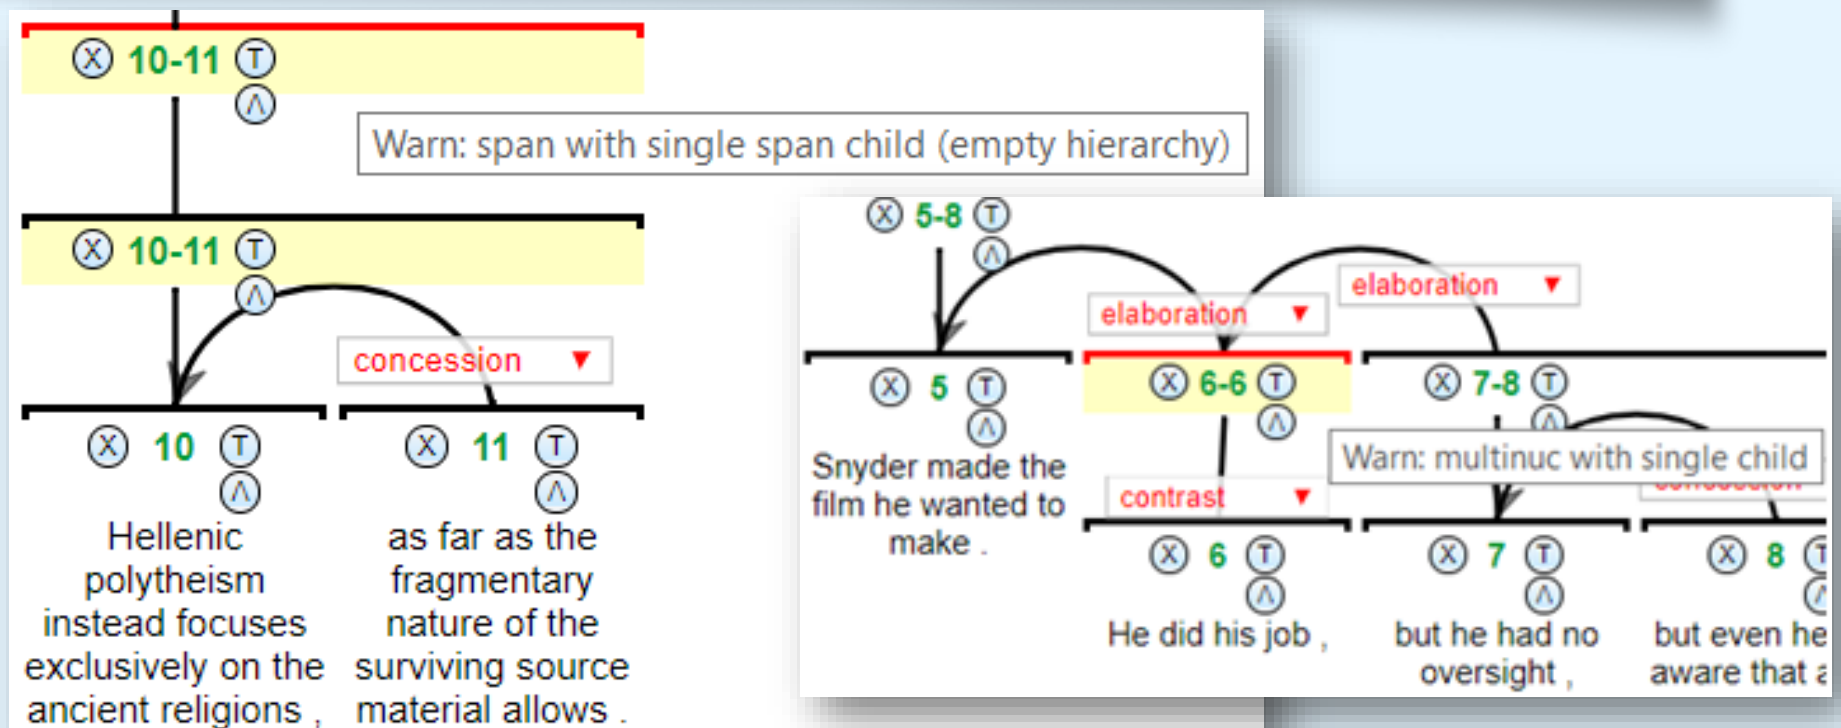 X 10-11 T
Λ
Warn: span with single span child (empty hierarchy)
X 10-11 T
Λ
concession ▼
X 10 T
Λ
X 11 T
Λ
Hellenic
polytheism
instead focuses
exclusively on the
ancient religions ,
as far as the
fragmentary
nature of the
surviving source
material allows .
X 5-8 T
Λ
elaboration ▼
elaboration ▼
X 5 T
Λ
X 6-6 T
Λ
X 7-8 T
Λ
Snyder made the
film he wanted to
make .
Warn: multinuc with single child
contrast ▼
X 6 T
Λ
X 7 T
Λ
X 8 T
Λ
He did his job ,
but he had no
oversight ,
but even he
aware that a